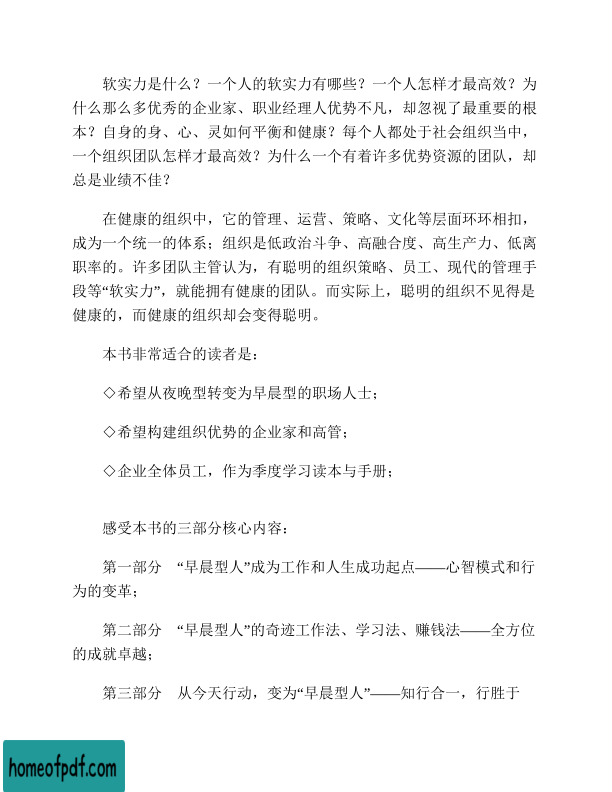 软实力是什么？一个人的软实力有哪些？一个人怎样才最高效？为
什么那么多优秀的企业家、职业经理人优势不凡，却忽视了最重要的根
本？自身的身、心、灵如何平衡和健康？每个人都处于社会组织当中，
一个组织团队怎样才最高效？为什么一个有着许多优势资源的团队，却
总是业绩不佳？
在健康的组织中，它的管理、运营、策略、文化等层面环环相扣，
成为一个统一的体系；组织是低政治斗争、高融合度、高生产力、低离
职率的。许多团队主管认为，有聪明的组织策略、员工、现代的管理手
段等“软实力”，就能拥有健康的团队。而实际上，聪明的组织不见得是
健康的，而健康的组织却会变得聪明。
本书非常适合的读者是：
◇希望从夜晚型转变为早晨型的职场人士；
◇希望构建组织优势的企业家和高管；
◇企业全体员工，作为季度学习读本与手册；
感受本书的三部分核心内容：
第一部分　“早晨型人”成为工作和人生成功起点——心智模式和行
为的变革；
第二部分　“早晨型人”的奇迹工作法、学习法、赚钱法——全方位
的成就卓越；
第三部分　从今天行动，变为“早晨型人”——知行合一，行胜于
homeofpdf.com